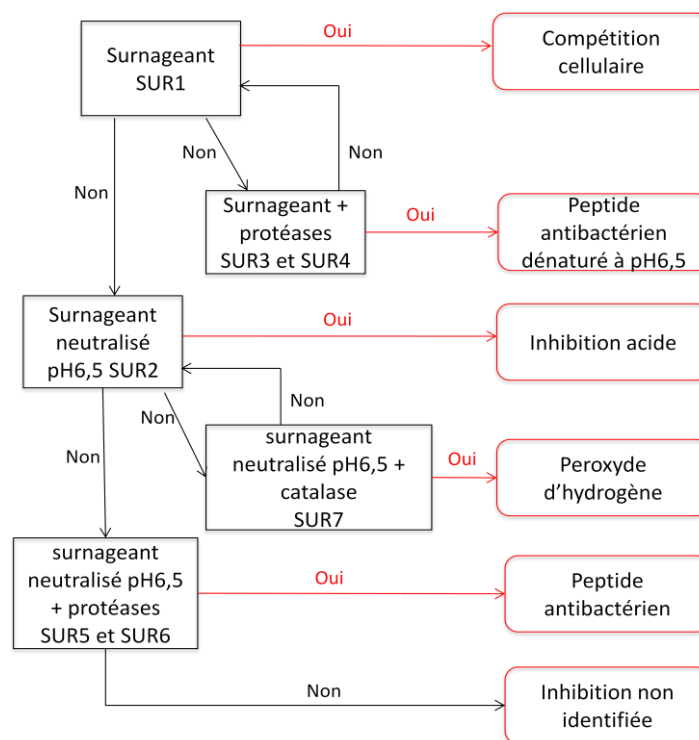 Oui
Surnageant
SUR1
Compétition
cellulaire
Non
Non
Non
Surnageant +
protéases
SUR3 et SUR4
Oui
Peptide
antibactérien
dénaturé à pH6,5
Surnageant
neutralisé
pH6,5 SUR2
Oui
Inhibition acide
Non
Non
Non
surnageant
neutralisé pH6,5 +
catalase
SUR7
Oui
Peroxyde
d'hydrogène
surnageant
neutralisé pH6,5
+ protéases
SUR5 et SUR6
Oui
Peptide
antibactérien
Non
Inhibition non
identifiée